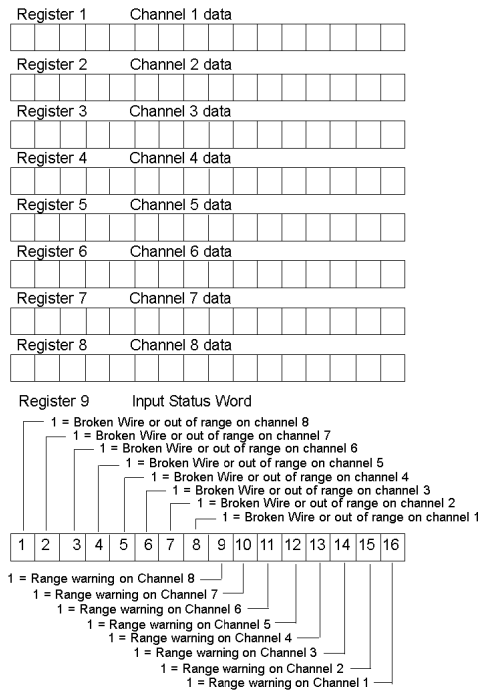 Register 1 Channel 1 data
Register 2 Channel 2 data
Register 3 Channel 3 data
Register 4 Channel 4 data
Register 5 Channel 5 data
Register 6 Channel 6 data
Register 7 Channel 7 data
Register 8 Channel 8 data
Register 9 Input Status Word
1 = Broken Wire or out of range on channel 8
1 = Broken Wire or out of range on channel 7
1 = Broken Wire or out of range on channel 6
1 = Broken Wire or out of range on channel 5
1 = Broken Wire or out of range on channel 4
1 = Broken Wire or out of range on channel 3
1 = Broken Wire or out of range on channel 2
1 = Broken Wire or out of range on channel 1
1 2 3 4 5 6 7 8 9 10 11 12 13 14 15 16
1 = Range warning on Channel 8
1 = Range warning on Channel 7
1 = Range warning on Channel 6
1 = Range warning on Channel 5
1 = Range warning on Channel 4
1 = Range warning on Channel 3
1 = Range warning on Channel 2
1 = Range warning on Channel 1